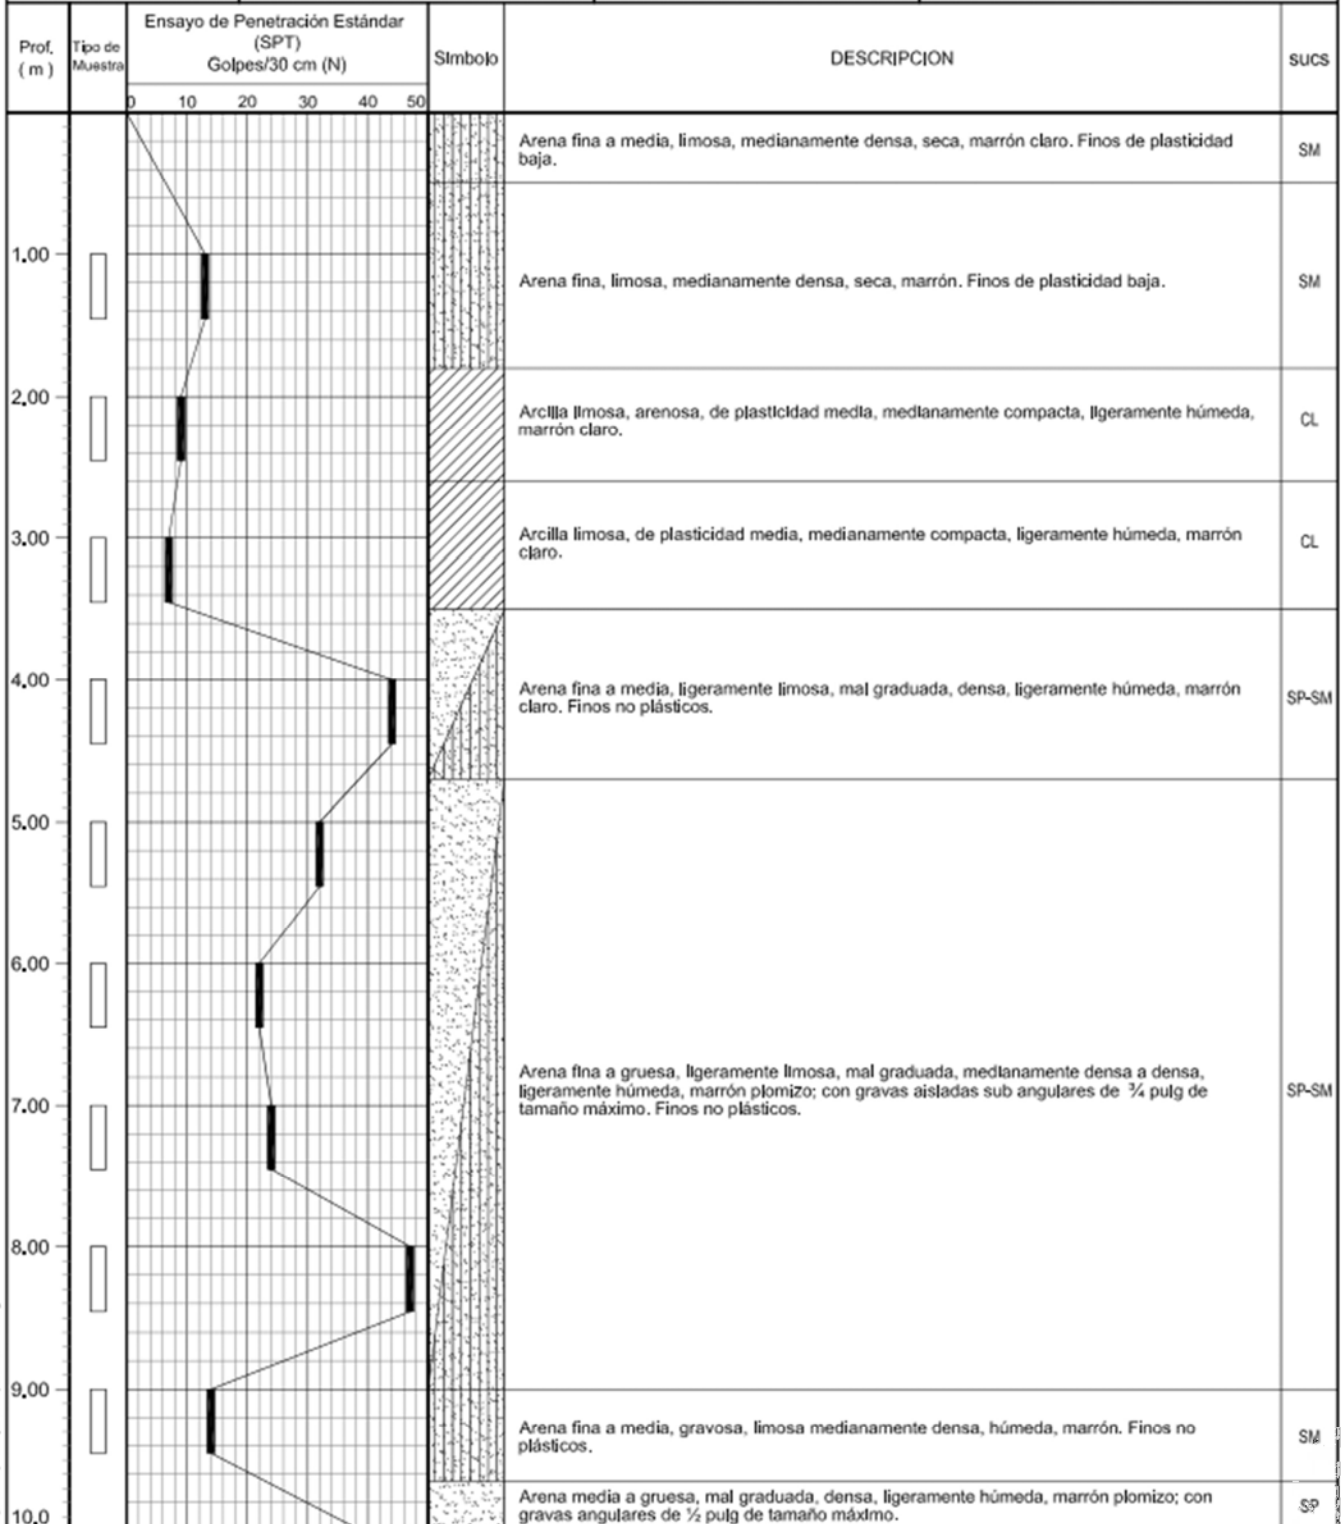 Prof.
(m)
Tipo de
Muestra
Ensayo de Penetración Estándar
(SPT)
Golpes/30 cm (N)
0 10 20 30 40 50
Símbolo
DESCRIPCION
SUCS
Arena fina a media, limosa, medianamente densa, seca, marrón claro. Finos de plasticidad
baja.
SM
1.00
Arena fina, limosa, medianamente densa, seca, marrón. Finos de plasticidad baja.
SM
2.00
Arcilla limosa, arenosa, de plasticidad media, medianamente compacta, ligeramente húmeda,
marrón claro.
CL
3.00
Arcilla limosa, de plasticidad media, medianamente compacta, ligeramente húmeda, marrón
claro.
CL
4.00
Arena fina a media, ligeramente limosa, mal graduada, densa, ligeramente húmeda, marrón
claro. Finos no plásticos.
SP-SM
5.00
6.00
7.00
Arena fina a gruesa, ligeramente limosa, mal graduada, medianamente densa a densa,
ligeramente húmeda, marrón plomizo; con gravas aisladas sub angulares de ¾ pulg de
tamaño máximo. Finos no plásticos.
SP-SM
8.00
9.00
Arena fina a media, gravosa, limosa medianamente densa, húmeda, marrón. Finos no
plásticos.
SM
10.0
Arena media a gruesa, mal graduada, densa, ligeramente húmeda, marrón plomizo; con
gravas angulares de ½ pulg de tamaño máximo.
SP